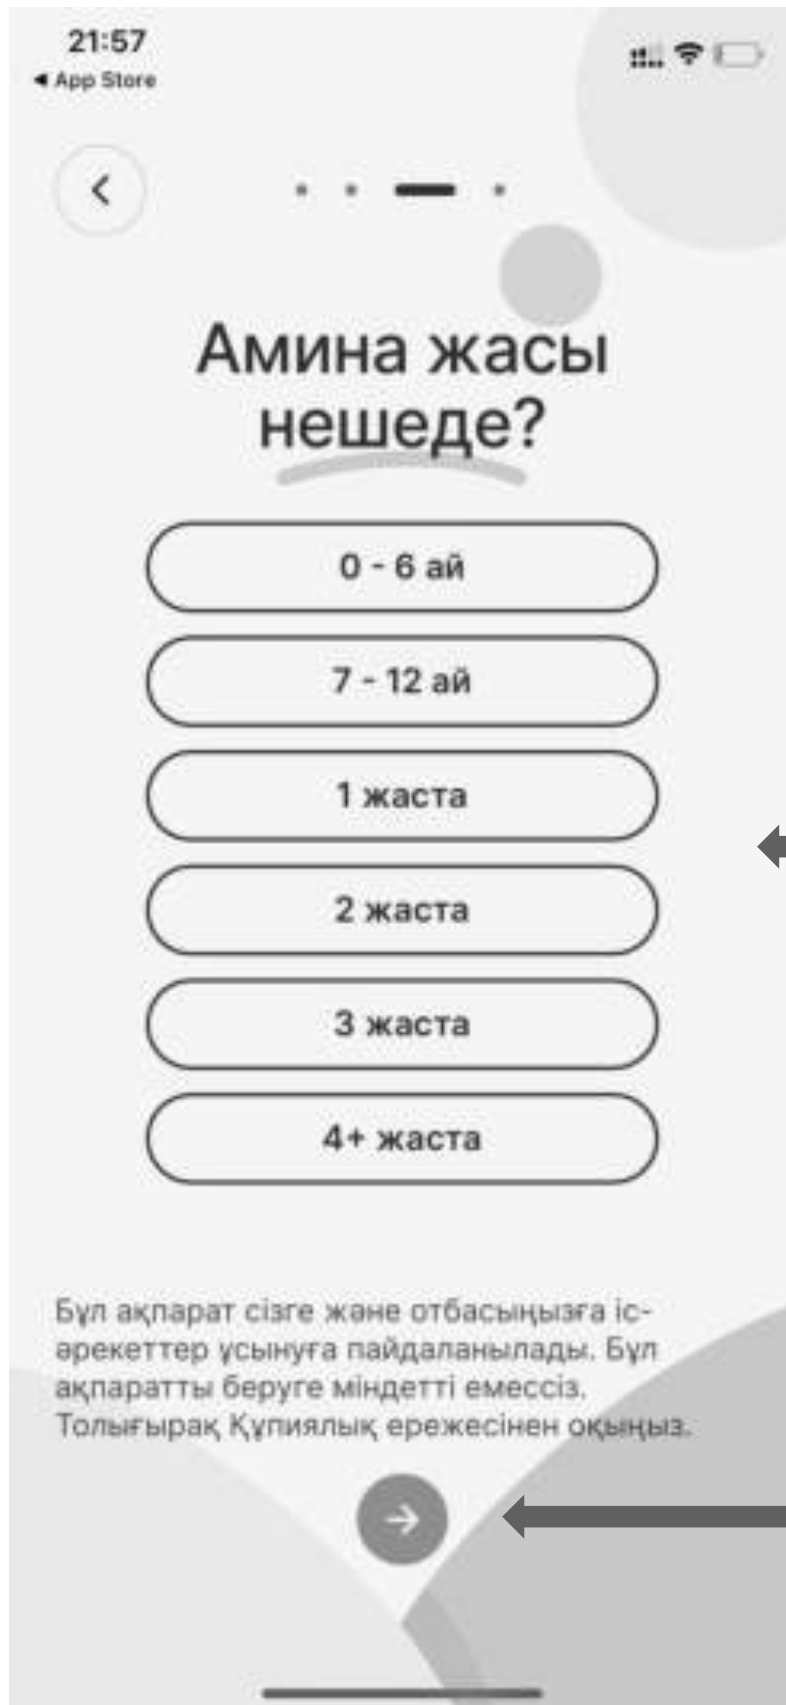 21:57
◀ App Store
Амина жасы
нешеде?
0 - 6 ай
7 - 12 ай
1 жаста
2 жаста
3 жаста
4+ жаста
Бұл ақпарат сізге және отбасыңызға іс-
әрекеттер ұсынуға пайдаланылады. Бұл
ақпаратты беруге міндетті емессіз.
Толығырақ Құпиялық ережесінен оқыңыз.